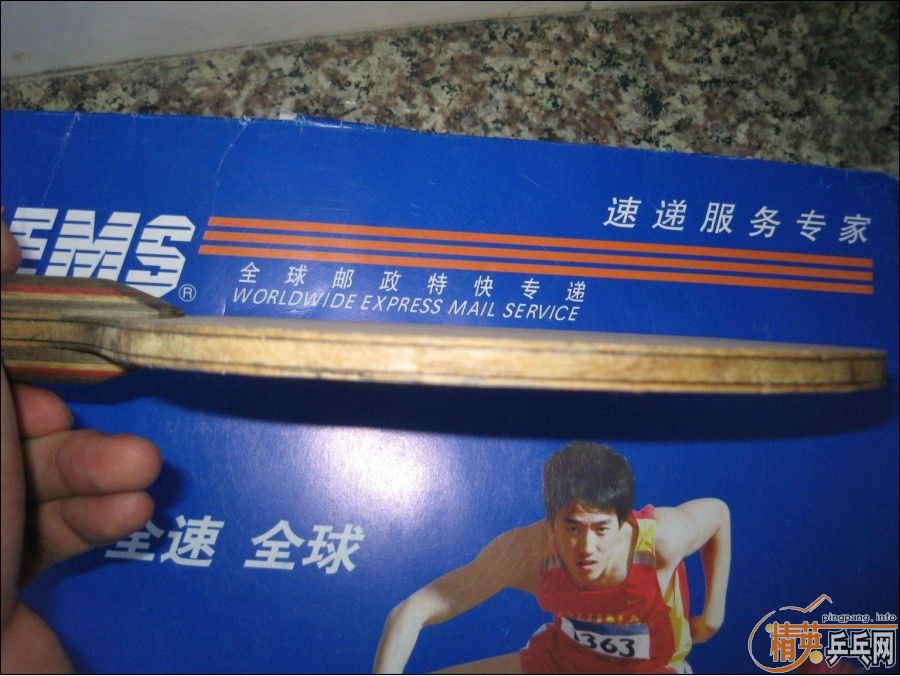 速递服务专家
EMS®
全球邮政特快专递
WORLDWIDE EXPRESS MAIL SERVICE
全速 全球
CHINA
1363
pingpang.info
精英乒乓网